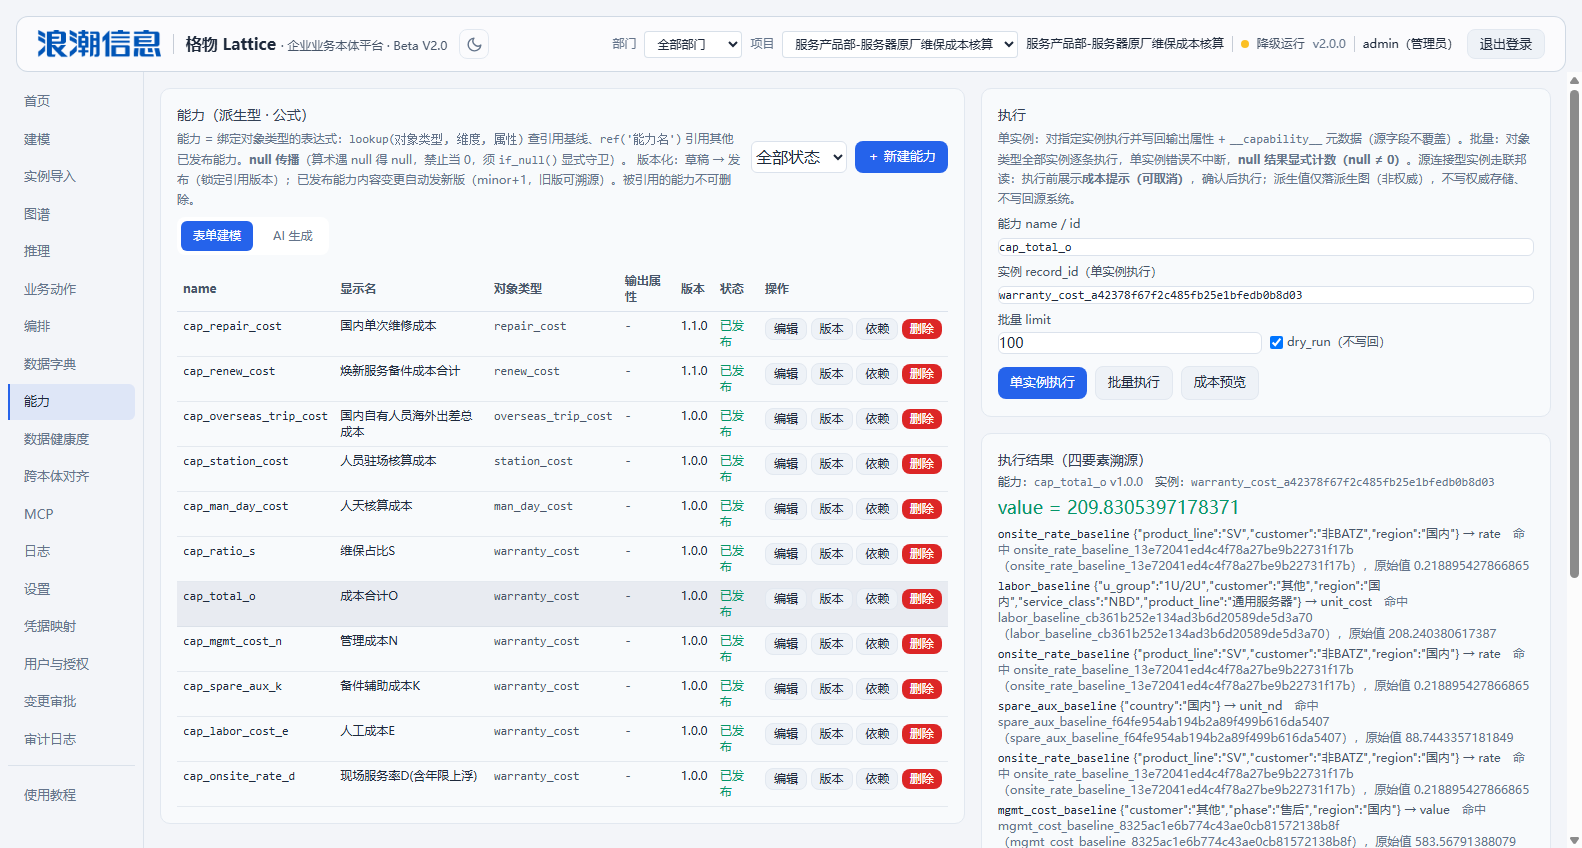 浪潮信息 格物 Lattice · 企业业务本体平台 · Beta V2.0 部门 全部部门 项目 服务产品部-服务器原厂维保成本核算 服务产品部-服务器原厂维保成本核算 降级运行 v2.0.0 admin（管理员） 退出登录
首页
建模
实例导入
图谱
推理
业务动作
编排
数据字典
能力
数据健康度
跨本体对齐
MCP
日志
设置
凭据映射
用户与授权
变更审批
审计日志
使用教程
能力（派生型 · 公式）
能力 = 绑定对象类型的表达式：lookup(对象类型, 维度, 属性) 查引用基线、ref('能力名') 引用其他
已发布能力。null 传播（算术遇 null 得 null，禁止当 0，须 if_null() 显式守卫）。 版本化：草稿 → 发
布（锁定引用版本）；已发布能力内容变更自动发新版（minor+1，旧版可溯源）。被引用的能力不可删
除。
全部状态 + 新建能力
表单建模 AI 生成
name 显示名 对象类型 输出属性 版本 状态 操作
cap_repair_cost 国内单次维修成本 repair_cost - 1.1.0 已发布 编辑 版本 依赖 删除
cap_renew_cost 焕新服务备件成本合计 renew_cost - 1.1.0 已发布 编辑 版本 依赖 删除
cap_overseas_trip_cost 国内自有人员海外出差总成本 overseas_trip_cost - 1.0.0 已发布 编辑 版本 依赖 删除
cap_station_cost 人员驻场核算成本 station_cost - 1.0.0 已发布 编辑 版本 依赖 删除
cap_man_day_cost 人天核算成本 man_day_cost - 1.0.0 已发布 编辑 版本 依赖 删除
cap_ratio_s 维保占比S warranty_cost - 1.0.0 已发布 编辑 版本 依赖 删除
cap_total_o 成本合计O warranty_cost - 1.0.0 已发布 编辑 版本 依赖 删除
cap_mgmt_cost_n 管理成本N warranty_cost - 1.0.0 已发布 编辑 版本 依赖 删除
cap_spare_aux_k 备件辅助成本K warranty_cost - 1.0.0 已发布 编辑 版本 依赖 删除
cap_labor_cost_e 人工成本E warranty_cost - 1.0.0 已发布 编辑 版本 依赖 删除
cap_onsite_rate_d 现场服务率D(含年限上浮) warranty_cost - 1.0.0 已发布 编辑 版本 依赖 删除
执行
单实例：对指定实例执行并写回输出属性 + __capability__ 元数据（源字段不覆盖）。批量：对象
类型全部实例逐条执行，单实例错误不中断，null 结果显式计数（null ≠ 0）。源连接型实例走联邦
读：执行前展示成本提示（可取消），确认后执行；派生值仅落派生图（非权威），不写权威存储、
不写回源系统。
能力 name / id
cap_total_o
实例 record_id（单实例执行）
warranty_cost_a42378f67f2c485fb25e1bfedb0b8d03
批量 limit
100 dry_run（不写回）
单实例执行 批量执行 成本预览
执行结果（四要素溯源）
能力：cap_total_o v1.0.0 实例：warranty_cost_a42378f67f2c485fb25e1bfedb0b8d03
value = 209.8305397178371
onsite_rate_baseline {"product_line":"SV","customer":"非BATZ","region":"国内"} → rate 命
中 onsite_rate_baseline_13e72041ed4c4f78a27be9b22731f17b
（onsite_rate_baseline_13e72041ed4c4f78a27be9b22731f17b），原始值 0.218895427866865
labor_baseline {"u_group":"1U/2U","customer":"其他","region":"国
内","service_class":"NBD","product_line":"通用服务器"} → unit_cost 命中
labor_baseline_cb361b252e134ad3b6d20589de5d3a70
（labor_baseline_cb361b252e134ad3b6d20589de5d3a70），原始值 208.240380617387
onsite_rate_baseline {"product_line":"SV","customer":"非BATZ","region":"国内"} → rate 命
中 onsite_rate_baseline_13e72041ed4c4f78a27be9b22731f17b
（onsite_rate_baseline_13e72041ed4c4f78a27be9b22731f17b），原始值 0.218895427866865
spare_aux_baseline {"country":"国内"} → unit_nd 命中
spare_aux_baseline_f64fe954ab194b2a89f499b616da5407
（spare_aux_baseline_f64fe954ab194b2a89f499b616da5407），原始值 88.7443357181849
onsite_rate_baseline {"product_line":"SV","customer":"非BATZ","region":"国内"} → rate 命
中 onsite_rate_baseline_13e72041ed4c4f78a27be9b22731f17b
（onsite_rate_baseline_13e72041ed4c4f78a27be9b22731f17b），原始值 0.218895427866865
mgmt_cost_baseline {"customer":"其他","phase":"售后","region":"国内"} → value 命中
mgmt_cost_baseline_8325ac1e6b774c43ae0cb81572138b8f
（mgmt_cost_baseline_8325ac1e6b774c43ae0cb81572138b8f），原始值 583.56791388079